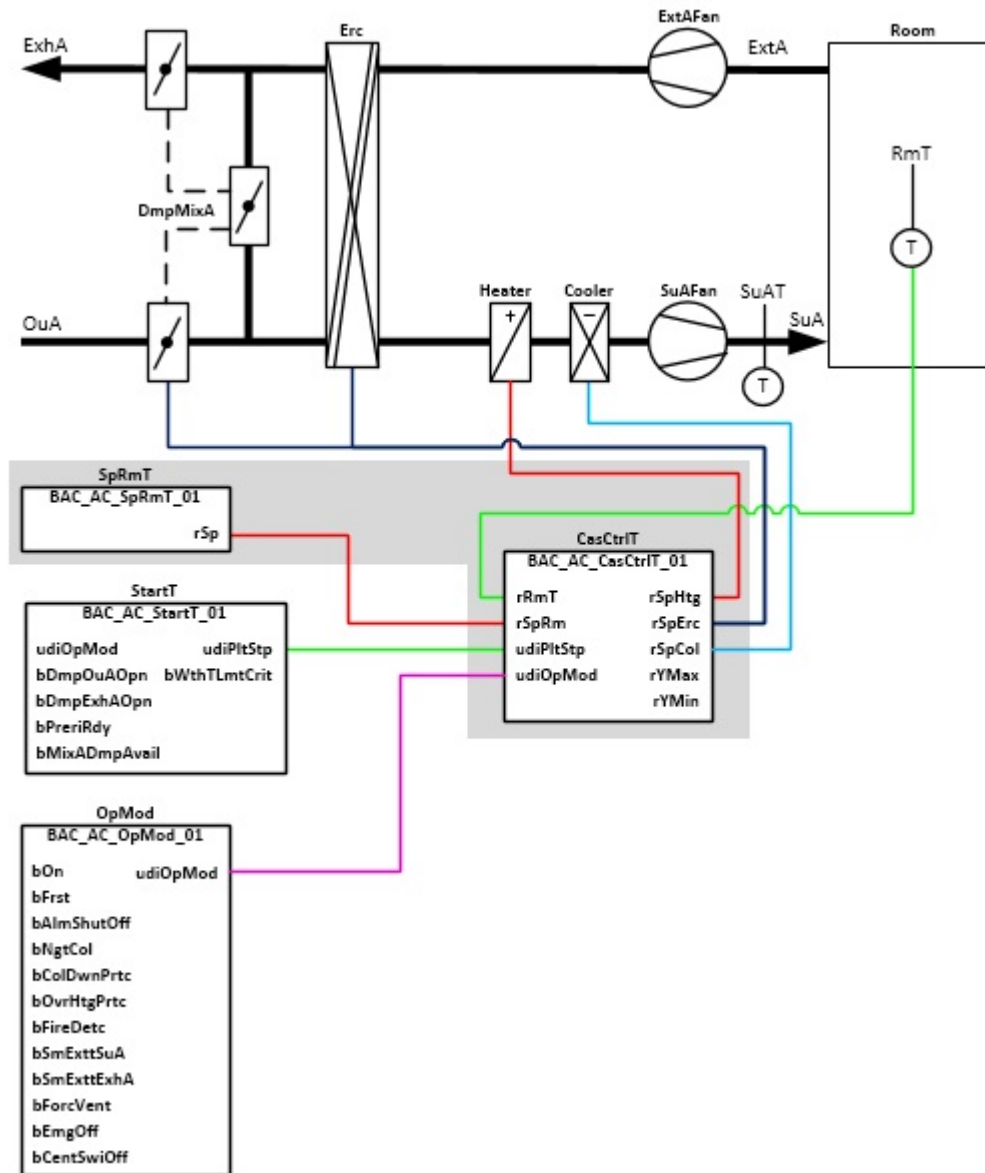 ExtAFan
Erc
Room
ExhA
ExtA
RmT
DmpMixA
T
Heater
Cooler
SuAFan
SuAT
OuA
SuA
+
−
T
SpRmT
BAC_AC_SpRmT_01
rSp
CasCtrlT
BAC_AC_CasCtrlT_01
rRmT rSpHtg
rSpRm rSpErc
udiPltStp rSpCol
udiOpMod rYMax
rYMin
StartT
BAC_AC_StartT_01
udiOpMod udiPltStp
bDmpOuAOpn bWthTLmtCrit
bDmpExhAOpn
bPreriRdy
bMixADmpAvail
OpMod
BAC_AC_OpMod_01
bOn udiOpMod
bFrst
bAlmShutOff
bNgtCol
bColDwnPrtc
bOvrHtgPrtc
bFireDetc
bSmExttSuA
bSmExttExhA
bForcVent
bEmgOff
bCentSwiOff